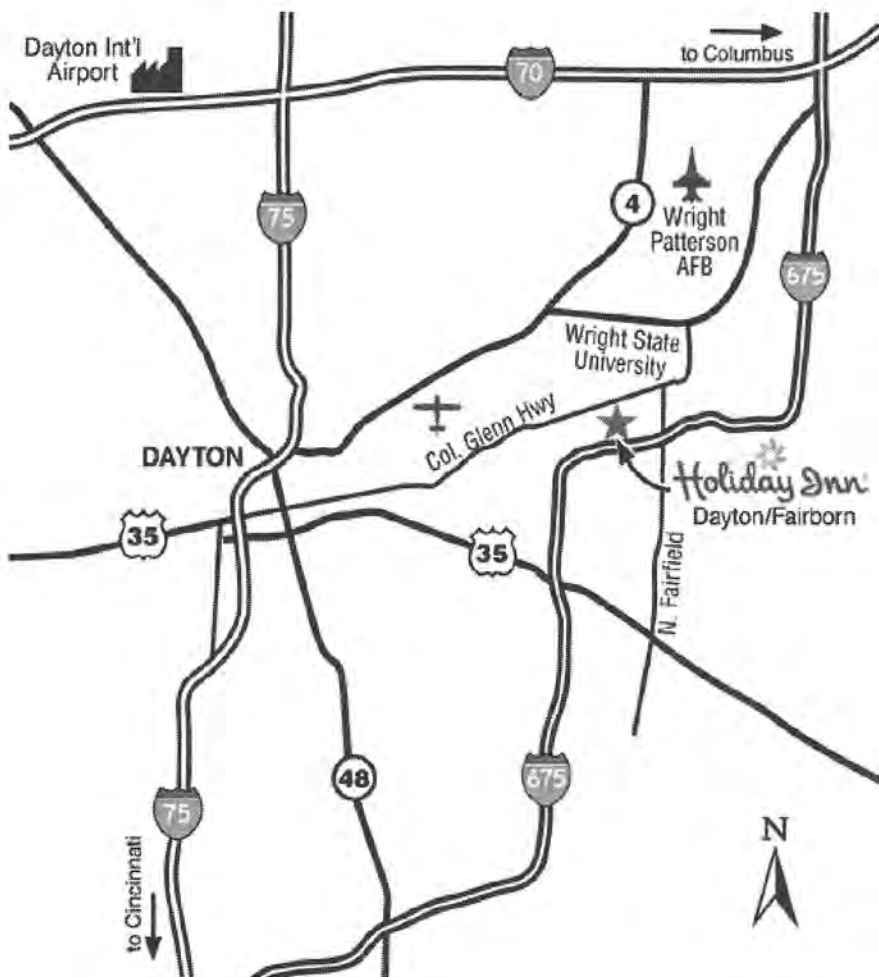 Dayton Int'l
Airport
70
to Columbus
75
4
Wright
Patterson
AFB
675
Wright State
University
Col. Glenn Hwy
DAYTON
Holiday Inn
Dayton/Fairborn
35
35
N. Fairfield
48
675
75
to Cincinnati
N